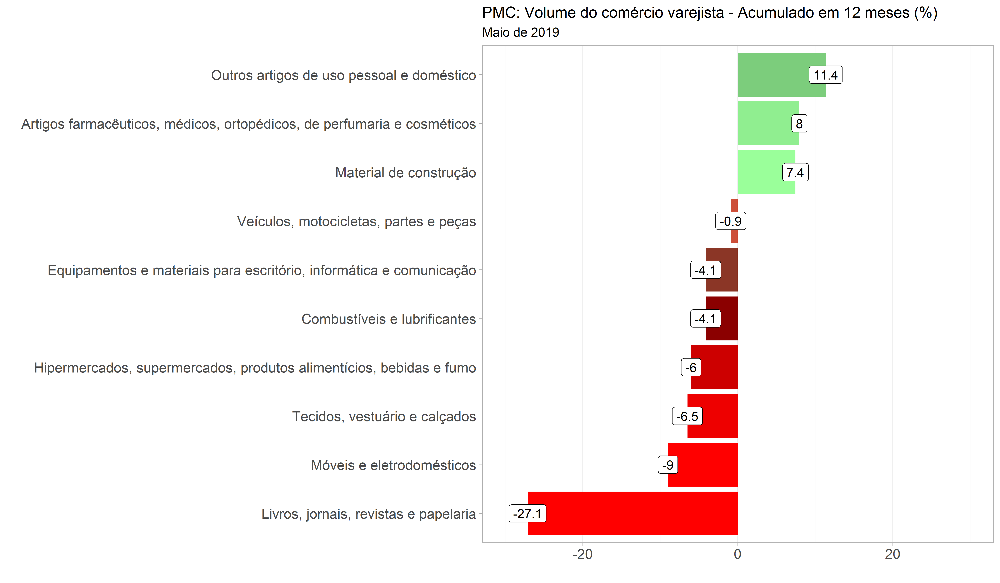 PMC: Volume do comércio varejista - Acumulado em 12 meses (%)
Maio de 2019
Outros artigos de uso pessoal e doméstico 11.4
Artigos farmacêuticos, médicos, ortopédicos, de perfumaria e cosméticos 8
Material de construção 7.4
Veículos, motocicletas, partes e peças -0.9
Equipamentos e materiais para escritório, informática e comunicação -4.1
Combustíveis e lubrificantes -4.1
Hipermercados, supermercados, produtos alimentícios, bebidas e fumo -6
Tecidos, vestuário e calçados -6.5
Móveis e eletrodomésticos -9
Livros, jornais, revistas e papelaria -27.1
-20 0 20